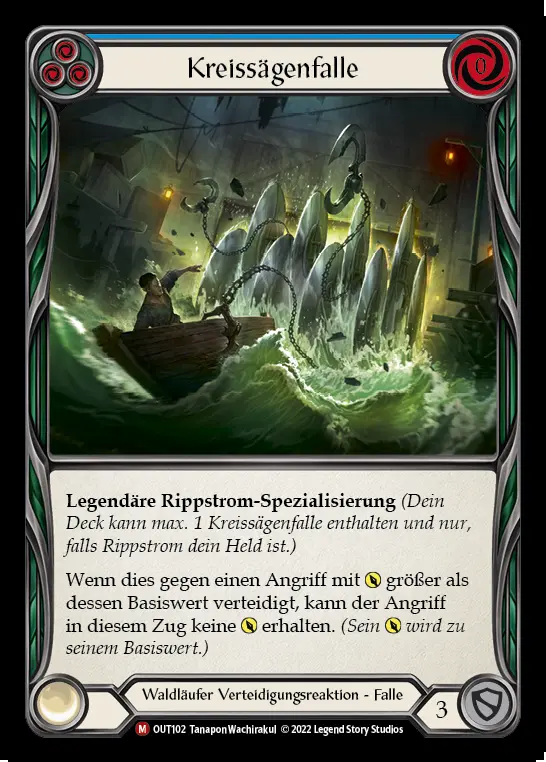 Kreissägenfalle
0
Legendäre Rippstrom-Spezialisierung (Dein
Deck kann max. 1 Kreissägenfalle enthalten und nur,
falls Rippstrom dein Held ist.)
Wenn dies gegen einen Angriff mit größer als
dessen Basiswert verteidigt, kann der Angriff
in diesem Zug keine erhalten. (Sein wird zu
seinem Basiswert.)
Waldläufer Verteidigungsreaktion - Falle
3
M OUT102 Tanapon Wachirakul © 2022 Legend Story Studios